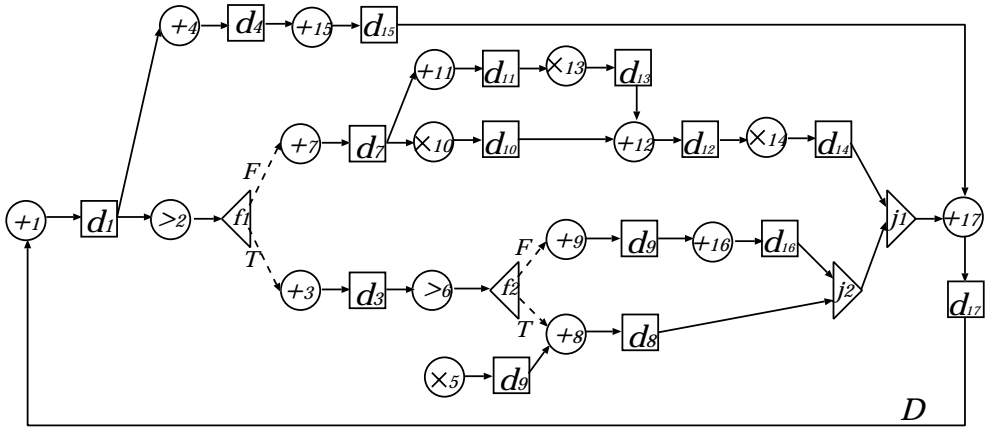 +4 d4 +15 d15
+11 d11 ×13 d13
+7 d7 ×10 d10 +12 d12 ×14 d14
F
+1 d1 >2 f1 j1 +17
T
F +9 d9 +16 d16
+3 d3 >6 f2 j2 d17
T +8 d8
×5 d9
D